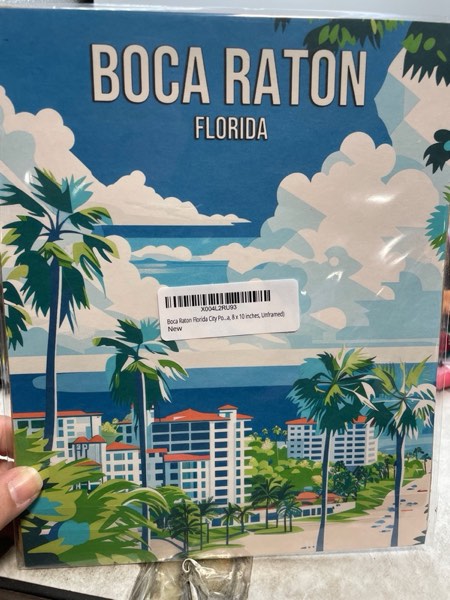 BOCA RATON
FLORIDA
X004L2RU93
Boca Raton Florida City Po...a, 8 x 10 inches, Unframed)
New